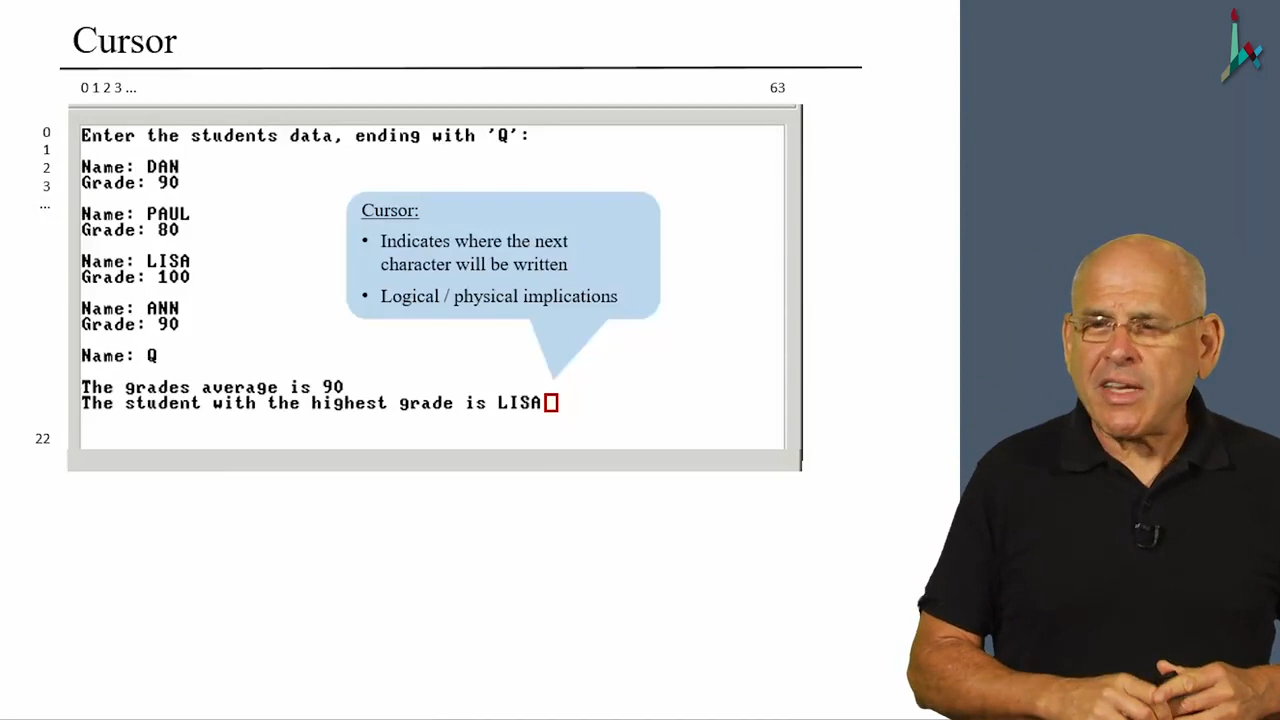 Cursor
0 1 2 3 ...
63
0
1
2
3
...
22
Enter the students data, ending with 'Q':
Name: DAN
Grade: 90
Name: PAUL
Grade: 80
Name: LISA
Grade: 100
Name: ANN
Grade: 90
Name: Q
The grades average is 90
The student with the highest grade is LISA
Cursor:
• Indicates where the next
character will be written
• Logical / physical implications